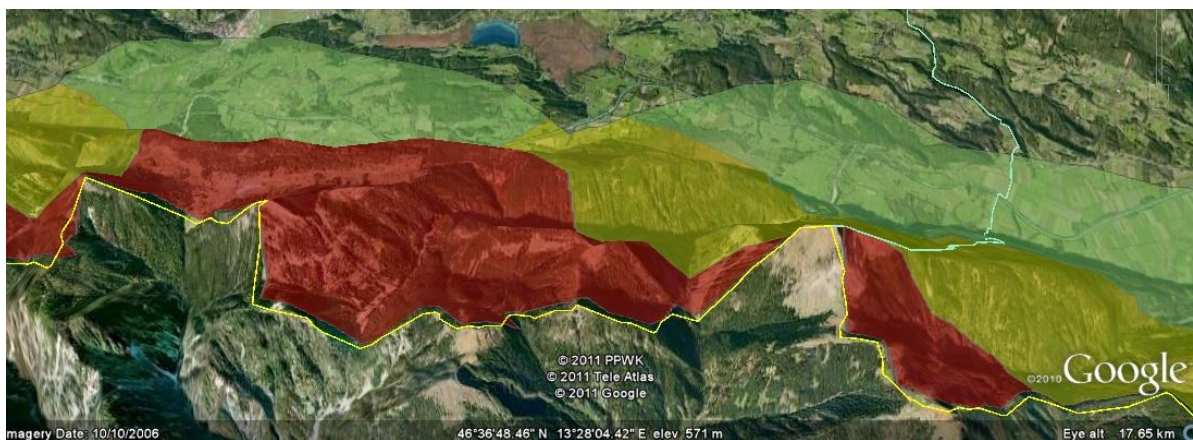 © 2011 PPWK
© 2011 Tele Atlas
© 2011 Google
©2010 Google
magery Date: 10/10/2006
46°36'48.46" N 13°28'04.42" E elev 571 m
Eye alt 17.65 km